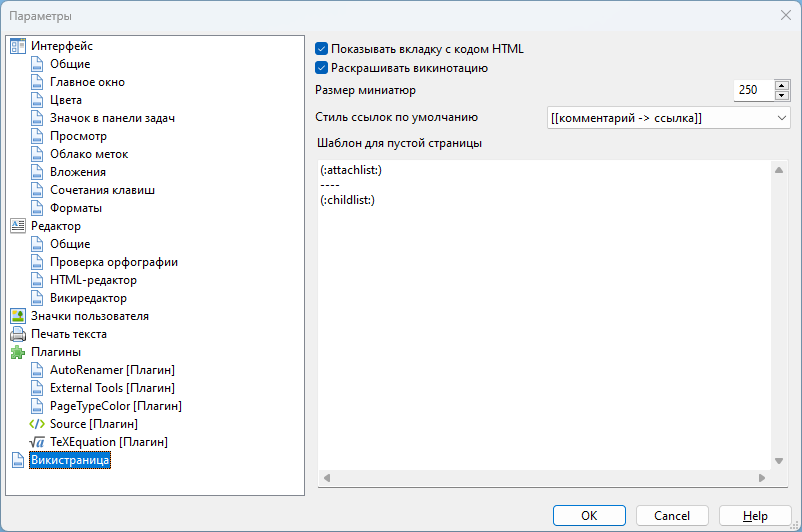 Параметры
Интерфейс
Общие
Главное окно
Цвета
Значок в панели задач
Просмотр
Облако меток
Вложения
Сочетания клавиш
Форматы
Редактор
Общие
Проверка орфографии
HTML-редактор
Викиредактор
Значки пользователя
Печать текста
Плагины
AutoRenamer [Плагин]
External Tools [Плагин]
PageTypeColor [Плагин]
Source [Плагин]
TeXEquation [Плагин]
Викистраница
Показывать вкладку с кодом HTML
Раскрашивать викинотацию
Размер миниатюр 250
Стиль ссылок по умолчанию [[комментарий -> ссылка]]
Шаблон для пустой страницы
(:attachlist:)
----
(:childlist:)
OK Cancel Help